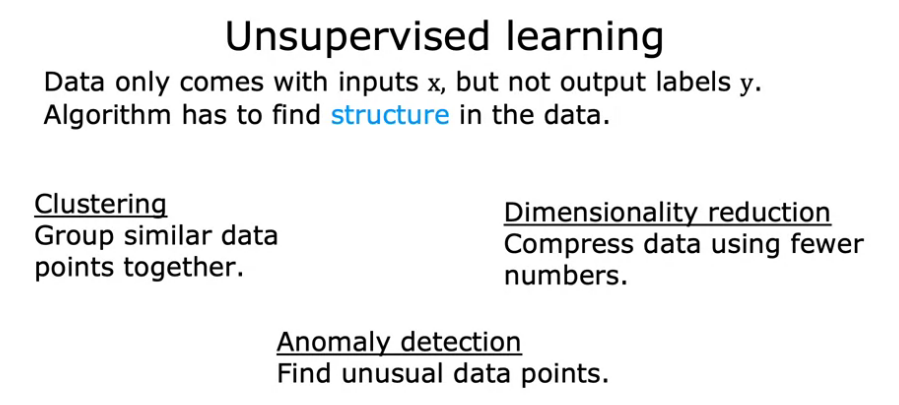 Unsupervised learning
Data only comes with inputs x, but not output labels y.
Algorithm has to find structure in the data.
Clustering
Group similar data
points together.
Dimensionality reduction
Compress data using fewer
numbers.
Anomaly detection
Find unusual data points.